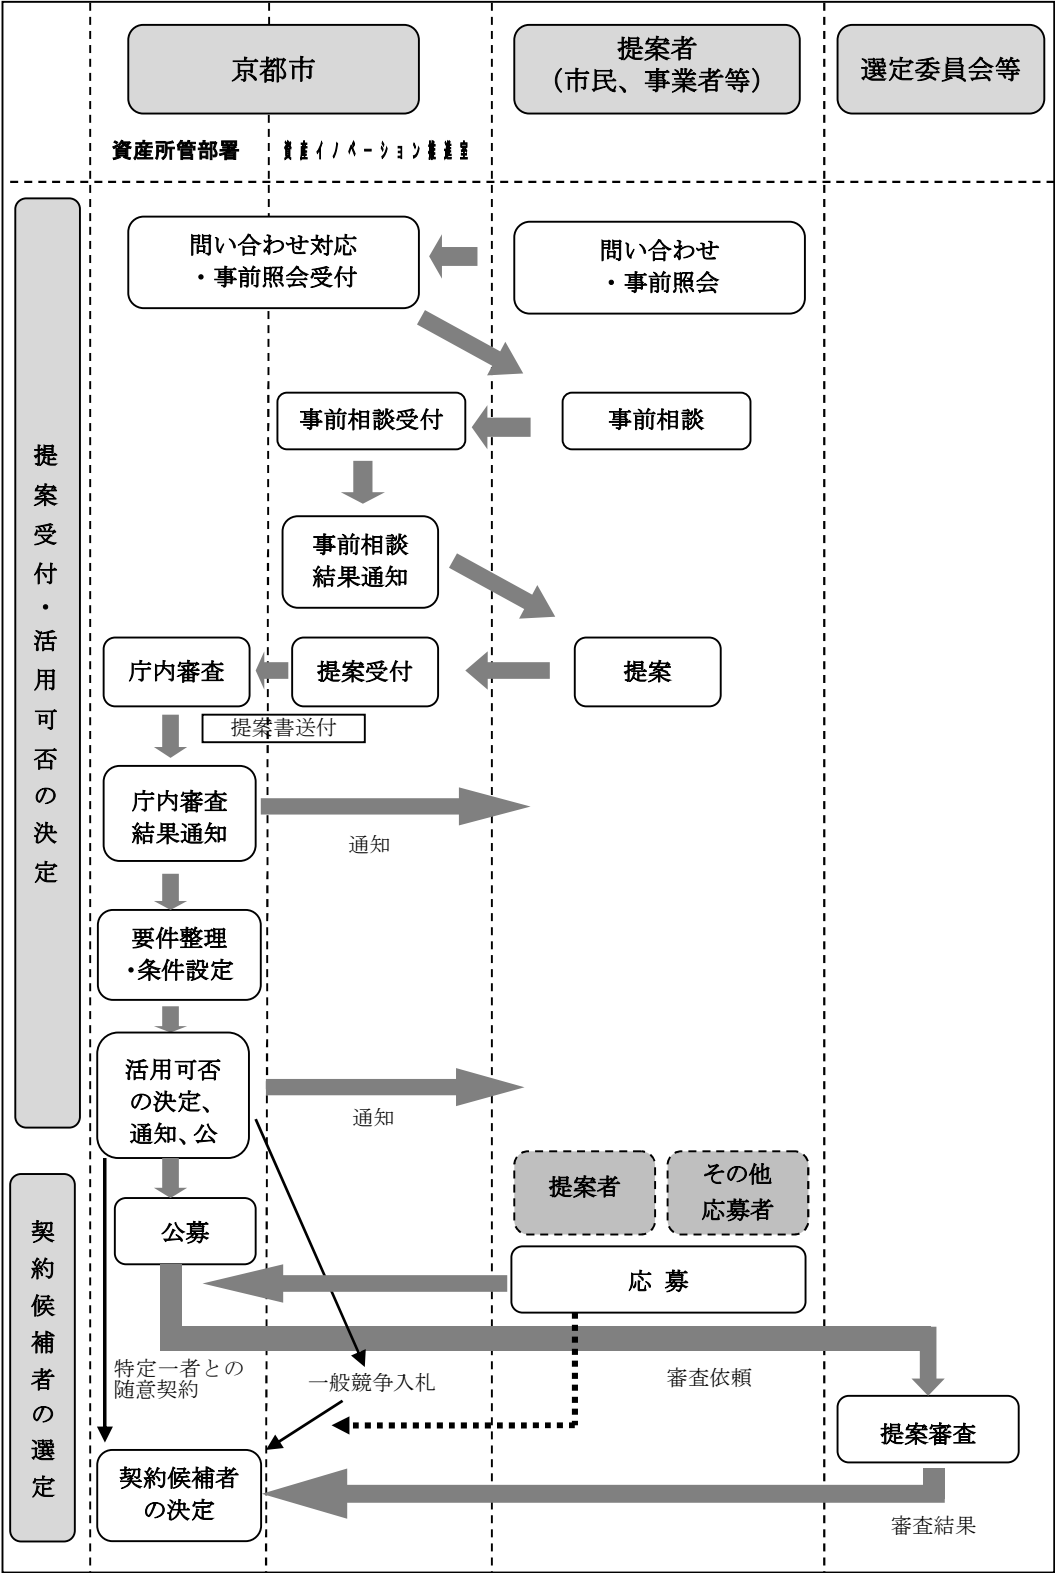 京都市
提案者
（市民、事業者等）
選定委員会等
資産所管部署
資産イノベーション推進室
提案受付・活用可否の決定
問い合わせ対応
・事前照会受付
問い合わせ
・事前照会
事前相談受付
事前相談
事前相談
結果通知
庁内審査
提案受付
提案
提案書送付
庁内審査
結果通知
通知
要件整理
・条件設定
活用可否
の決定、
通知、公
通知
契約候補者の選定
提案者
その他
応募者
公募
応 募
特定一者との
随意契約
一般競争入札
審査依頼
提案審査
契約候補者
の決定
審査結果